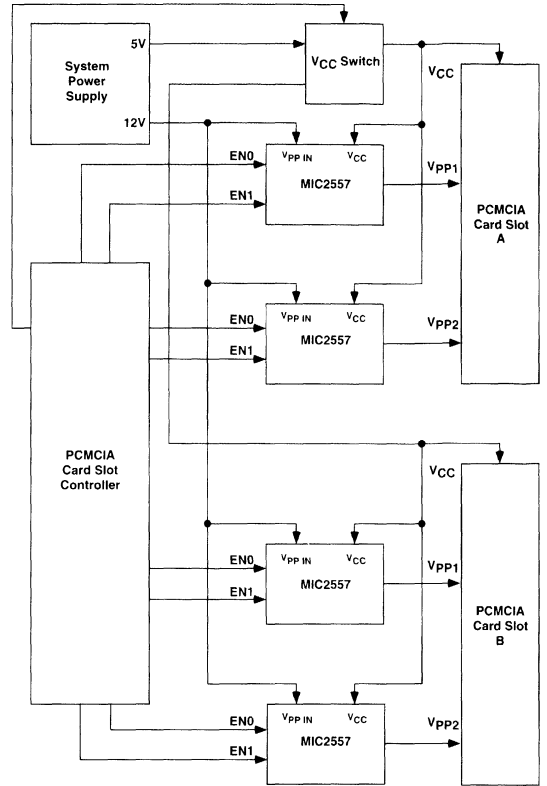 System
Power
Supply
5V
12V
VCC Switch
VCC
EN0
EN1
VPP IN
VCC
MIC2557
VPP1
PCMCIA
Card Slot
A
EN0
EN1
VPP IN
VCC
MIC2557
VPP2
PCMCIA
Card Slot
Controller
VCC
EN0
EN1
VPP IN
VCC
MIC2557
VPP1
PCMCIA
Card Slot
B
EN0
EN1
VPP IN
VCC
MIC2557
VPP2